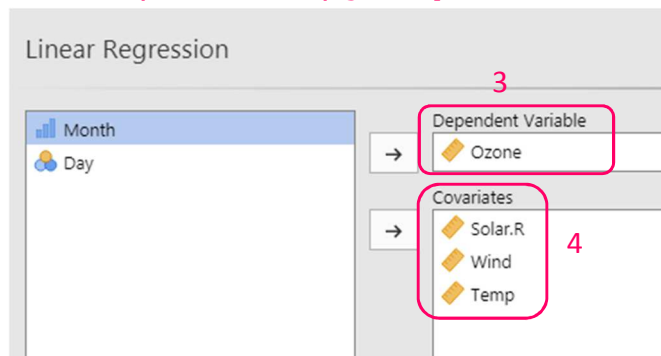 Linear Regression
3
Month
Day
Dependent Variable
Ozone
Covariates
Solar.R
Wind
Temp
4